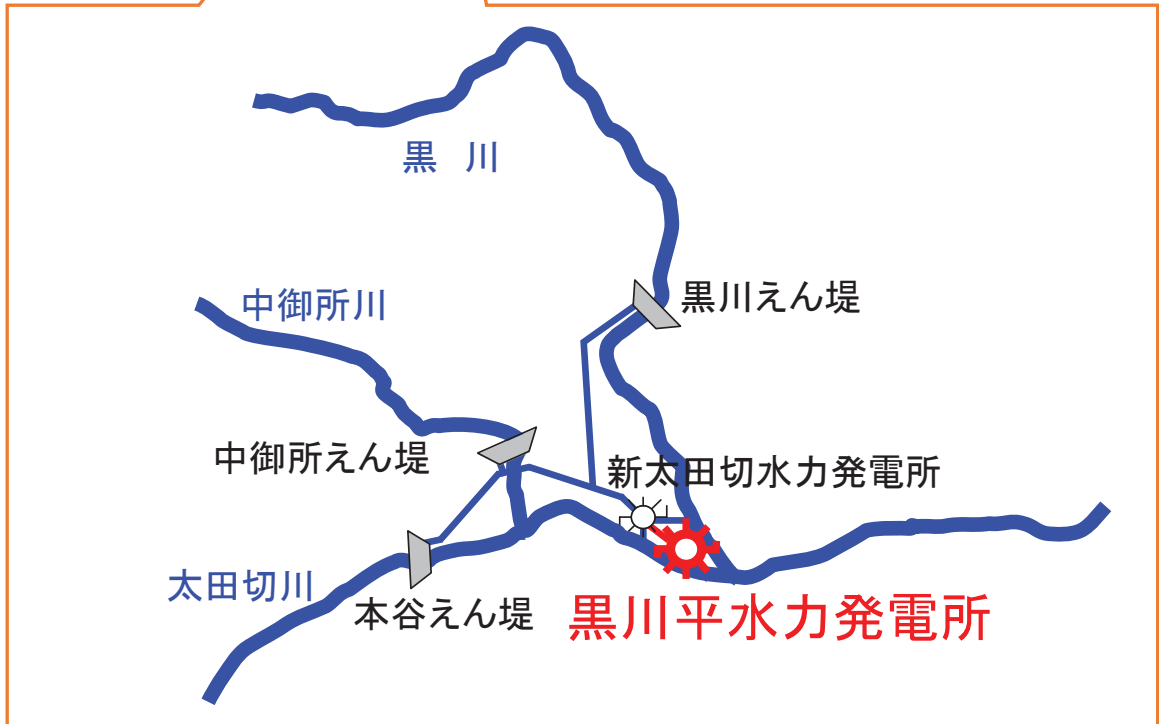 黒 川
黒川えん堤
中御所川
中御所えん堤
新太田切水力発電所
太田切川
本谷えん堤
黒川平水力発電所